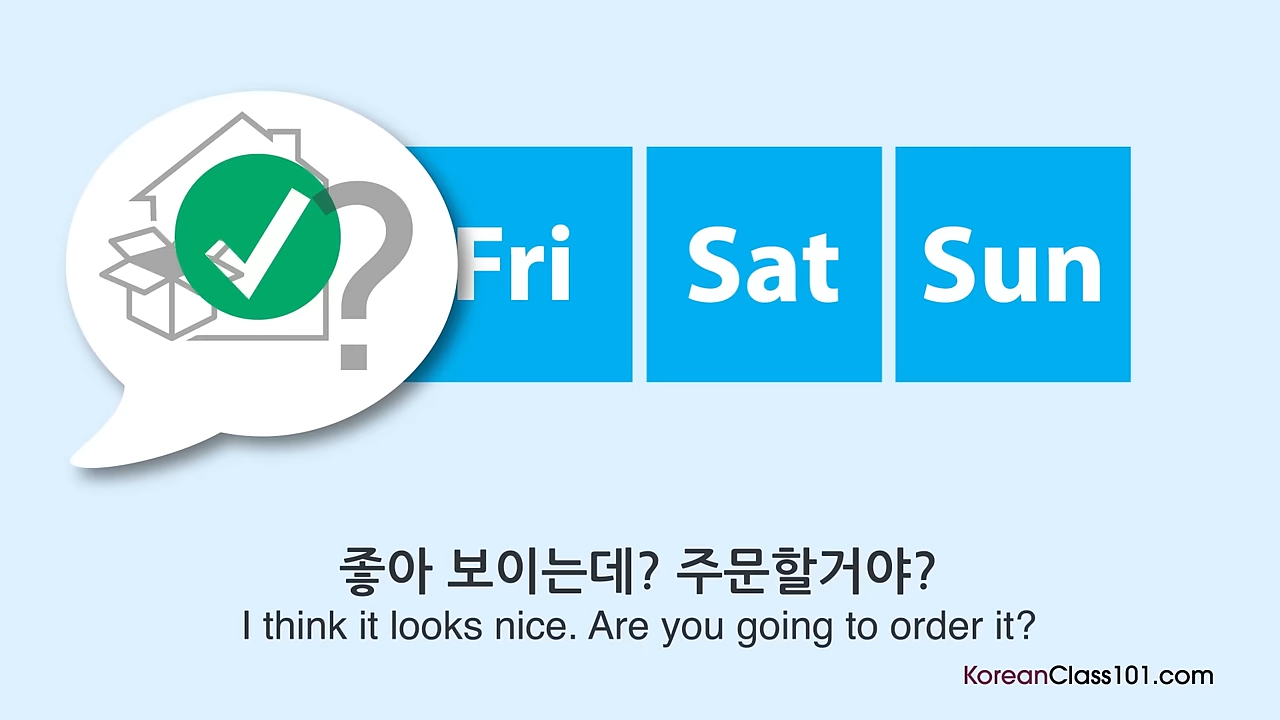 Fri
Sat
Sun
?
좋아 보이는데? 주문할거야?
I think it looks nice. Are you going to order it?
KoreanClass101.com